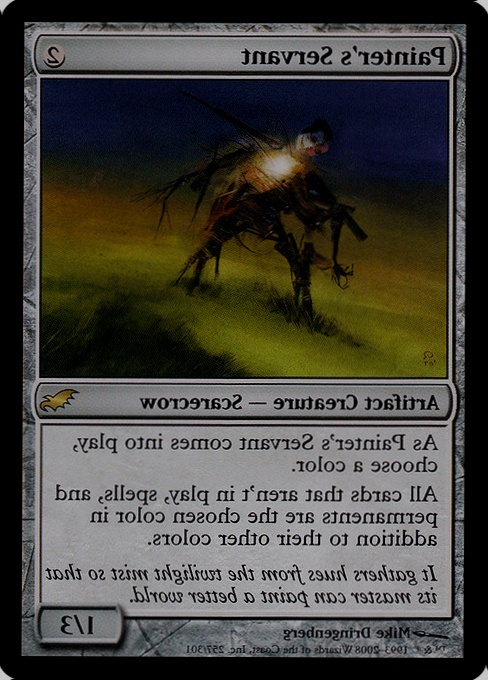 Painter's Servant 2
Artifact Creature — Scarecrow
As Painter's Servant comes into play,
choose a color.
All cards that aren't in play, spells, and
permanents are the chosen color in
addition to their other colors.
It gathers hues from the twilight mist so that
its master can paint a better world.
1/3
Mike Dringenberg
™ & © 1993-2008 Wizards of the Coast, Inc. 257/301